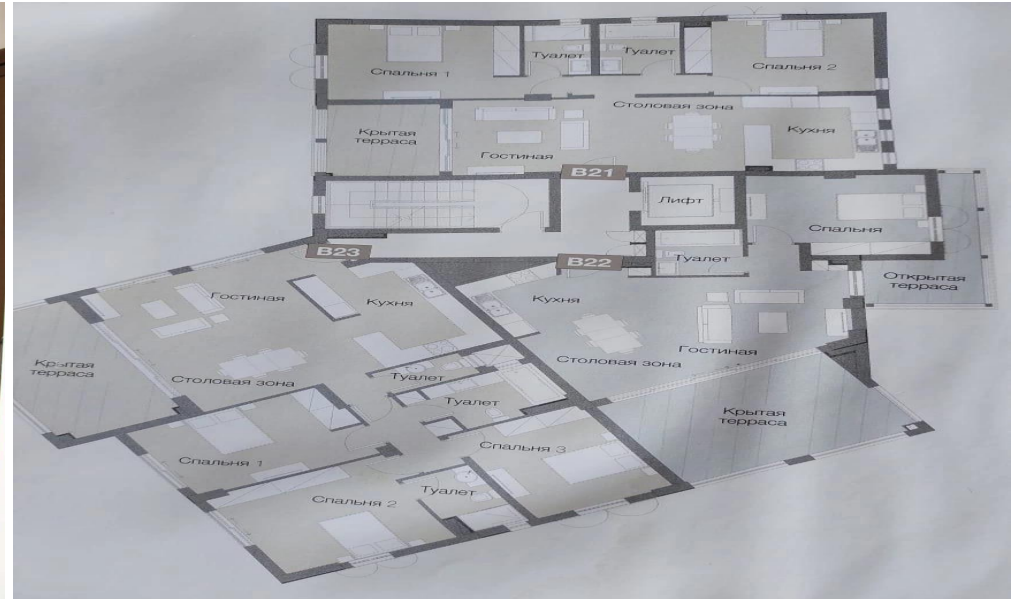 Спальня 1
Туалет
Туалет
Спальня 2
Крытая
терраса
Гостиная
Столовая зона
Кухня
B21
Лифт
Спальня
Открытая
терраса
B23
B22
Туалет
Гостиная
Кухня
Кухня
Столовая зона
Гостиная
Крытая
терраса
Столовая зона
Туалет
Туалет
Крытая
терраса
Спальня 1
Спальня 3
Спальня 2
Туалет